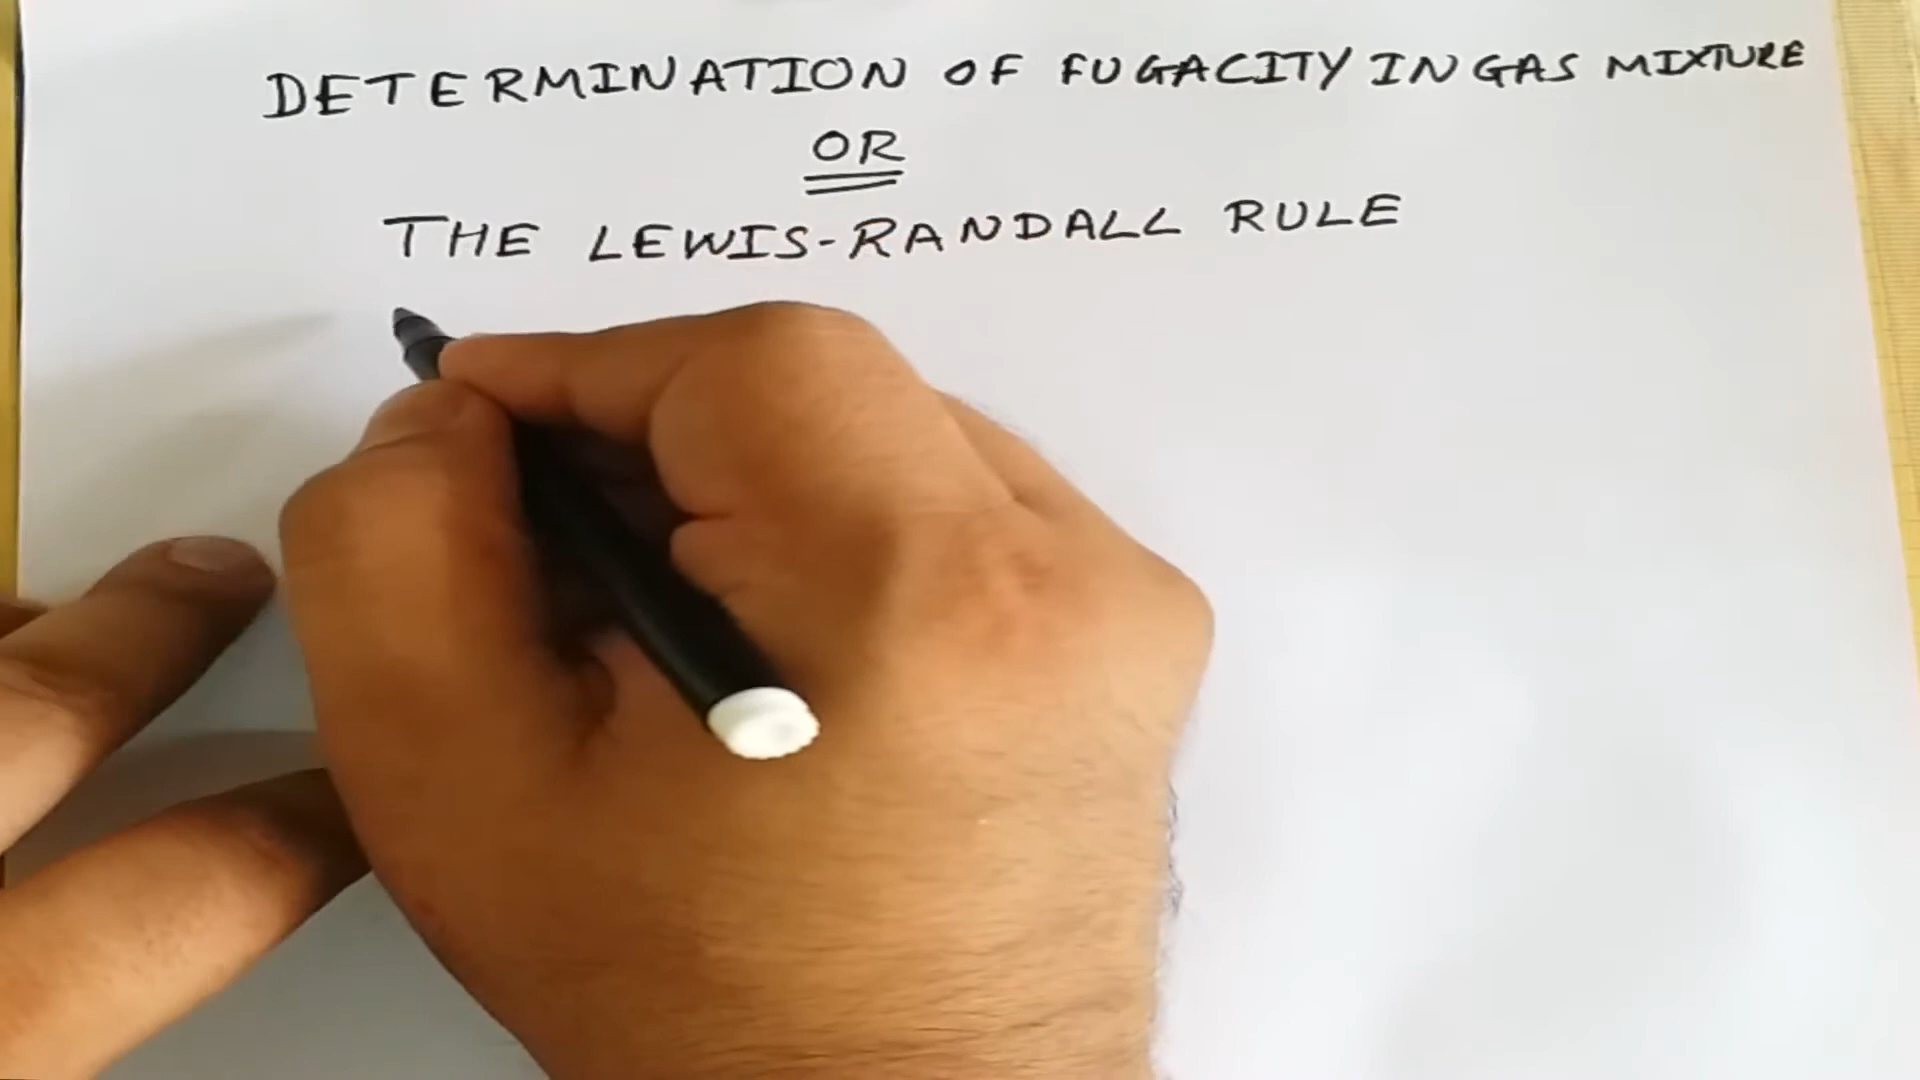 DETERMINATION OF FUGACITY IN GAS MIXTURE
OR
THE LEWIS-RANDALL RULE